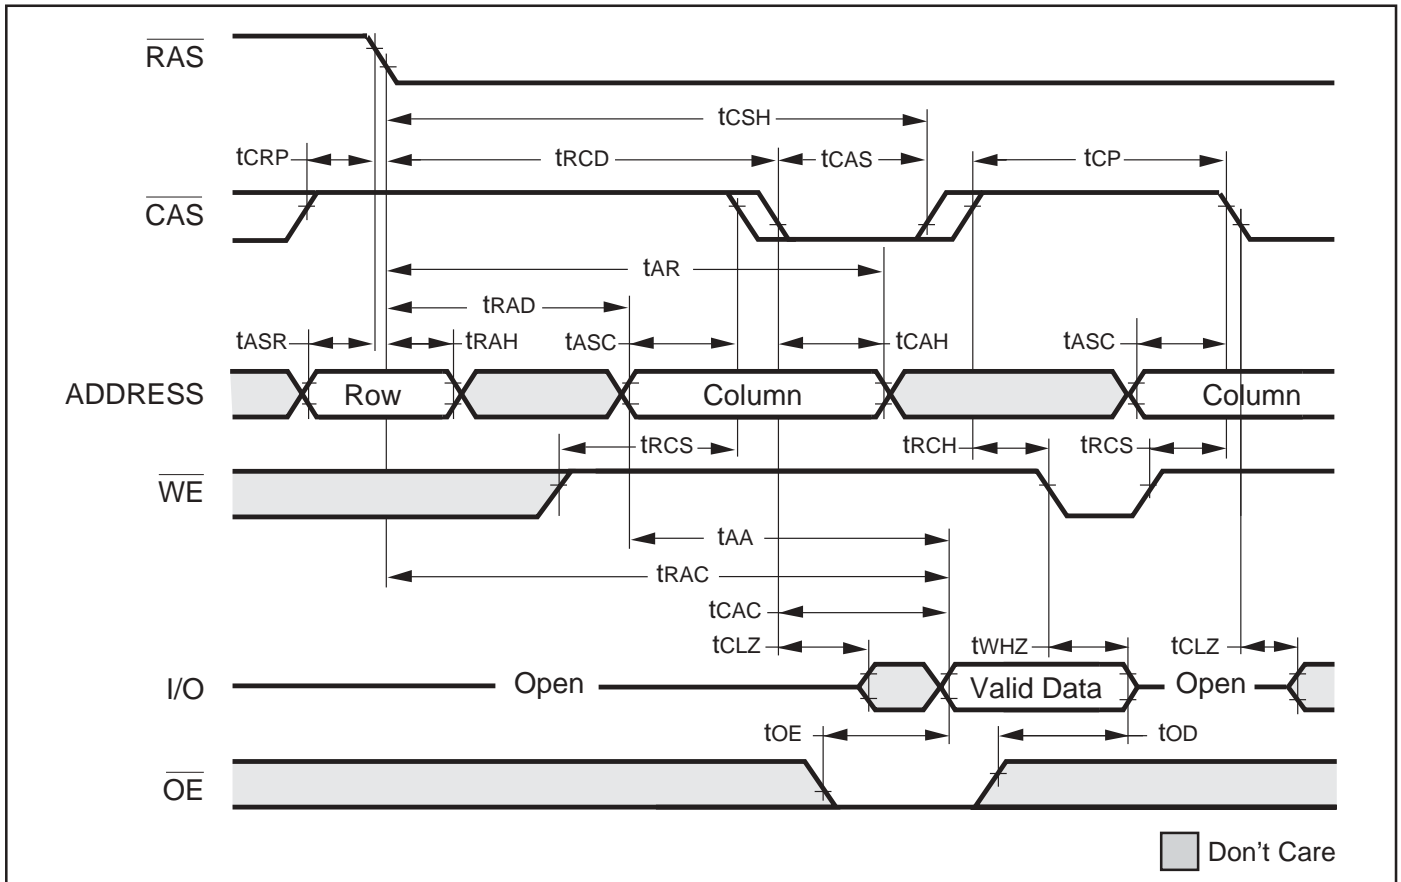 RAS
tCSH
tCRP tRCD tCAS tCP
CAS
tAR
tRAD
tASR tRAH tASC tCAH tASC
ADDRESS Row Column Column
tRCS tRCH tRCS
WE
tAA
tRAC
tCAC
tCLZ tWHZ tCLZ
I/O Open Valid Data Open
tOE tOD
OE
Don't Care